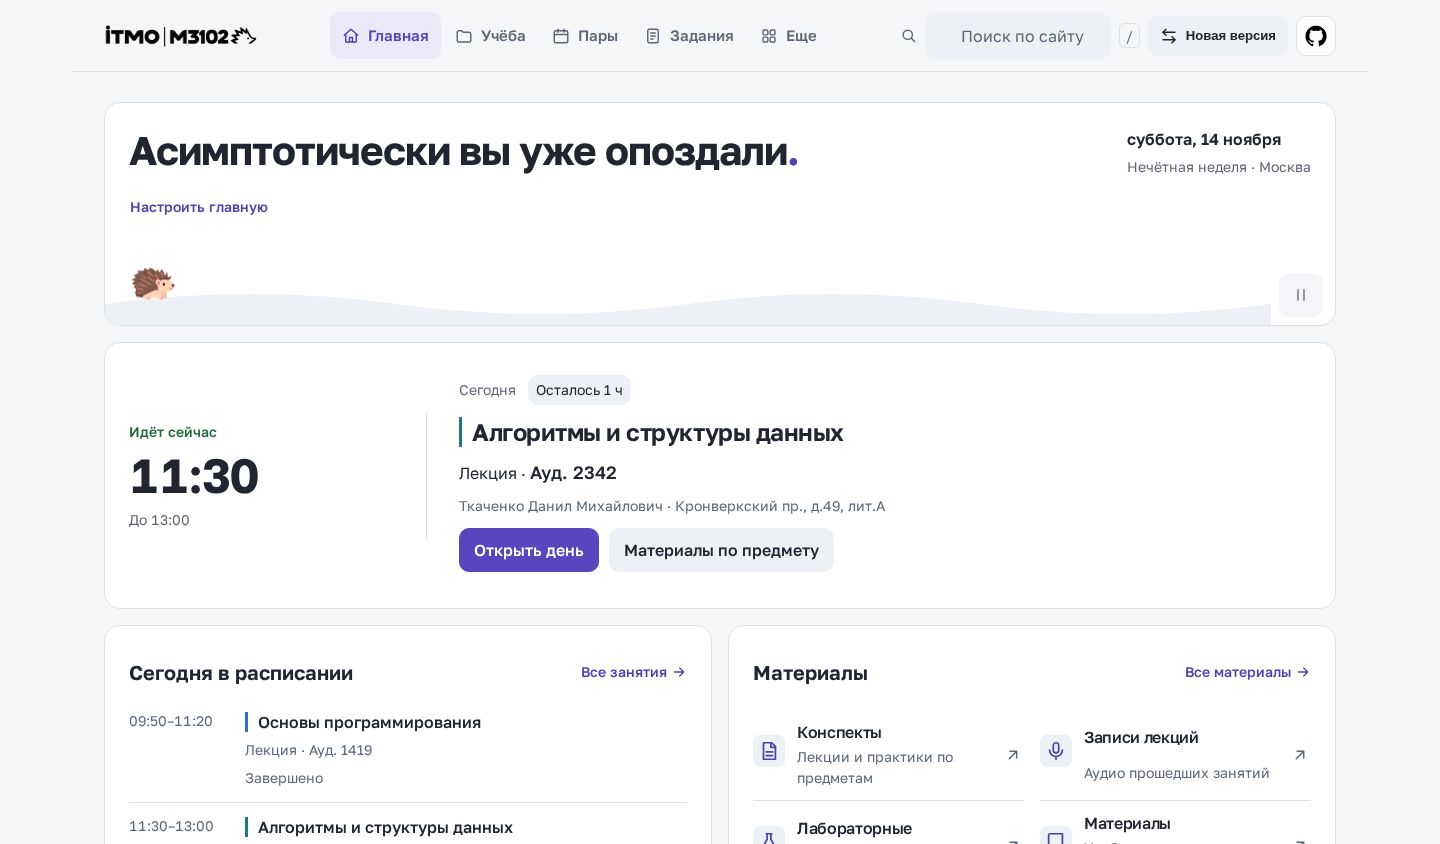 iTMO | M3102
Главная
Учёба
Пары
Задания
Еще
Поиск по сайту
/
Новая версия
Асимптотически вы уже опоздали.
суббота, 14 ноября
Нечётная неделя · Москва
Настроить главную
Сегодня
Осталось 1 ч
Идёт сейчас
11:30
До 13:00
Алгоритмы и структуры данных
Лекция · Ауд. 2342
Ткаченко Данил Михайлович · Кронверкский пр., д.49, лит.А
Открыть день
Материалы по предмету
Сегодня в расписании
Все занятия →
09:50–11:20
Основы программирования
Лекция · Ауд. 1419
Завершено
11:30–13:00
Алгоритмы и структуры данных
Материалы
Все материалы →
Конспекты
Лекции и практики по
предметам
Записи лекций
Аудио прошедших занятий
Лабораторные
Материалы